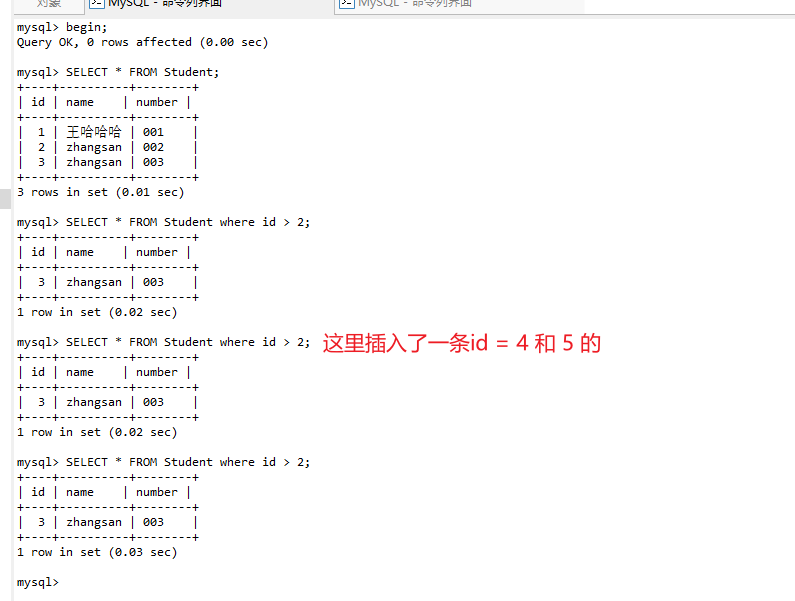 对象 MySQL - 命令列界面 MySQL - 命令列界面
mysql> begin;
Query OK, 0 rows affected (0.00 sec)
mysql> SELECT * FROM Student;
+----+----------+--------+
| id | name     | number |
+----+----------+--------+
|  1 | 王哈哈哈 | 001    |
|  2 | zhangsan | 002    |
|  3 | zhangsan | 003    |
+----+----------+--------+
3 rows in set (0.01 sec)
mysql> SELECT * FROM Student where id > 2;
+----+----------+--------+
| id | name     | number |
+----+----------+--------+
|  3 | zhangsan | 003    |
+----+----------+--------+
1 row in set (0.02 sec)
mysql> SELECT * FROM Student where id > 2; 这里插入了一条id = 4 和 5 的
+----+----------+--------+
| id | name     | number |
+----+----------+--------+
|  3 | zhangsan | 003    |
+----+----------+--------+
1 row in set (0.02 sec)
mysql> SELECT * FROM Student where id > 2;
+----+----------+--------+
| id | name     | number |
+----+----------+--------+
|  3 | zhangsan | 003    |
+----+----------+--------+
1 row in set (0.03 sec)
mysql>